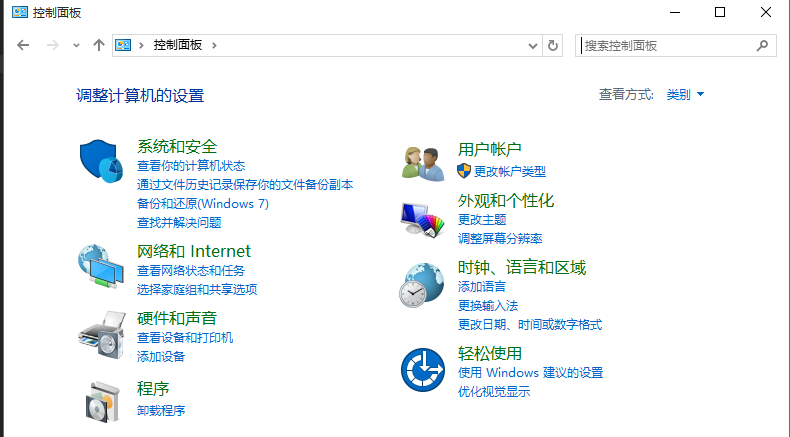 控制面板
控制面板
搜索控制面板
调整计算机的设置
查看方式: 类别
系统和安全
查看你的计算机状态
通过文件历史记录保存你的文件备份副本
备份和还原(Windows 7)
查找并解决问题
网络和 Internet
查看网络状态和任务
选择家庭组和共享选项
硬件和声音
查看设备和打印机
添加设备
程序
卸载程序
用户帐户
更改帐户类型
外观和个性化
更改主题
调整屏幕分辨率
时钟、语言和区域
添加语言
更换输入法
更改日期、时间或数字格式
轻松使用
使用 Windows 建议的设置
优化视觉显示